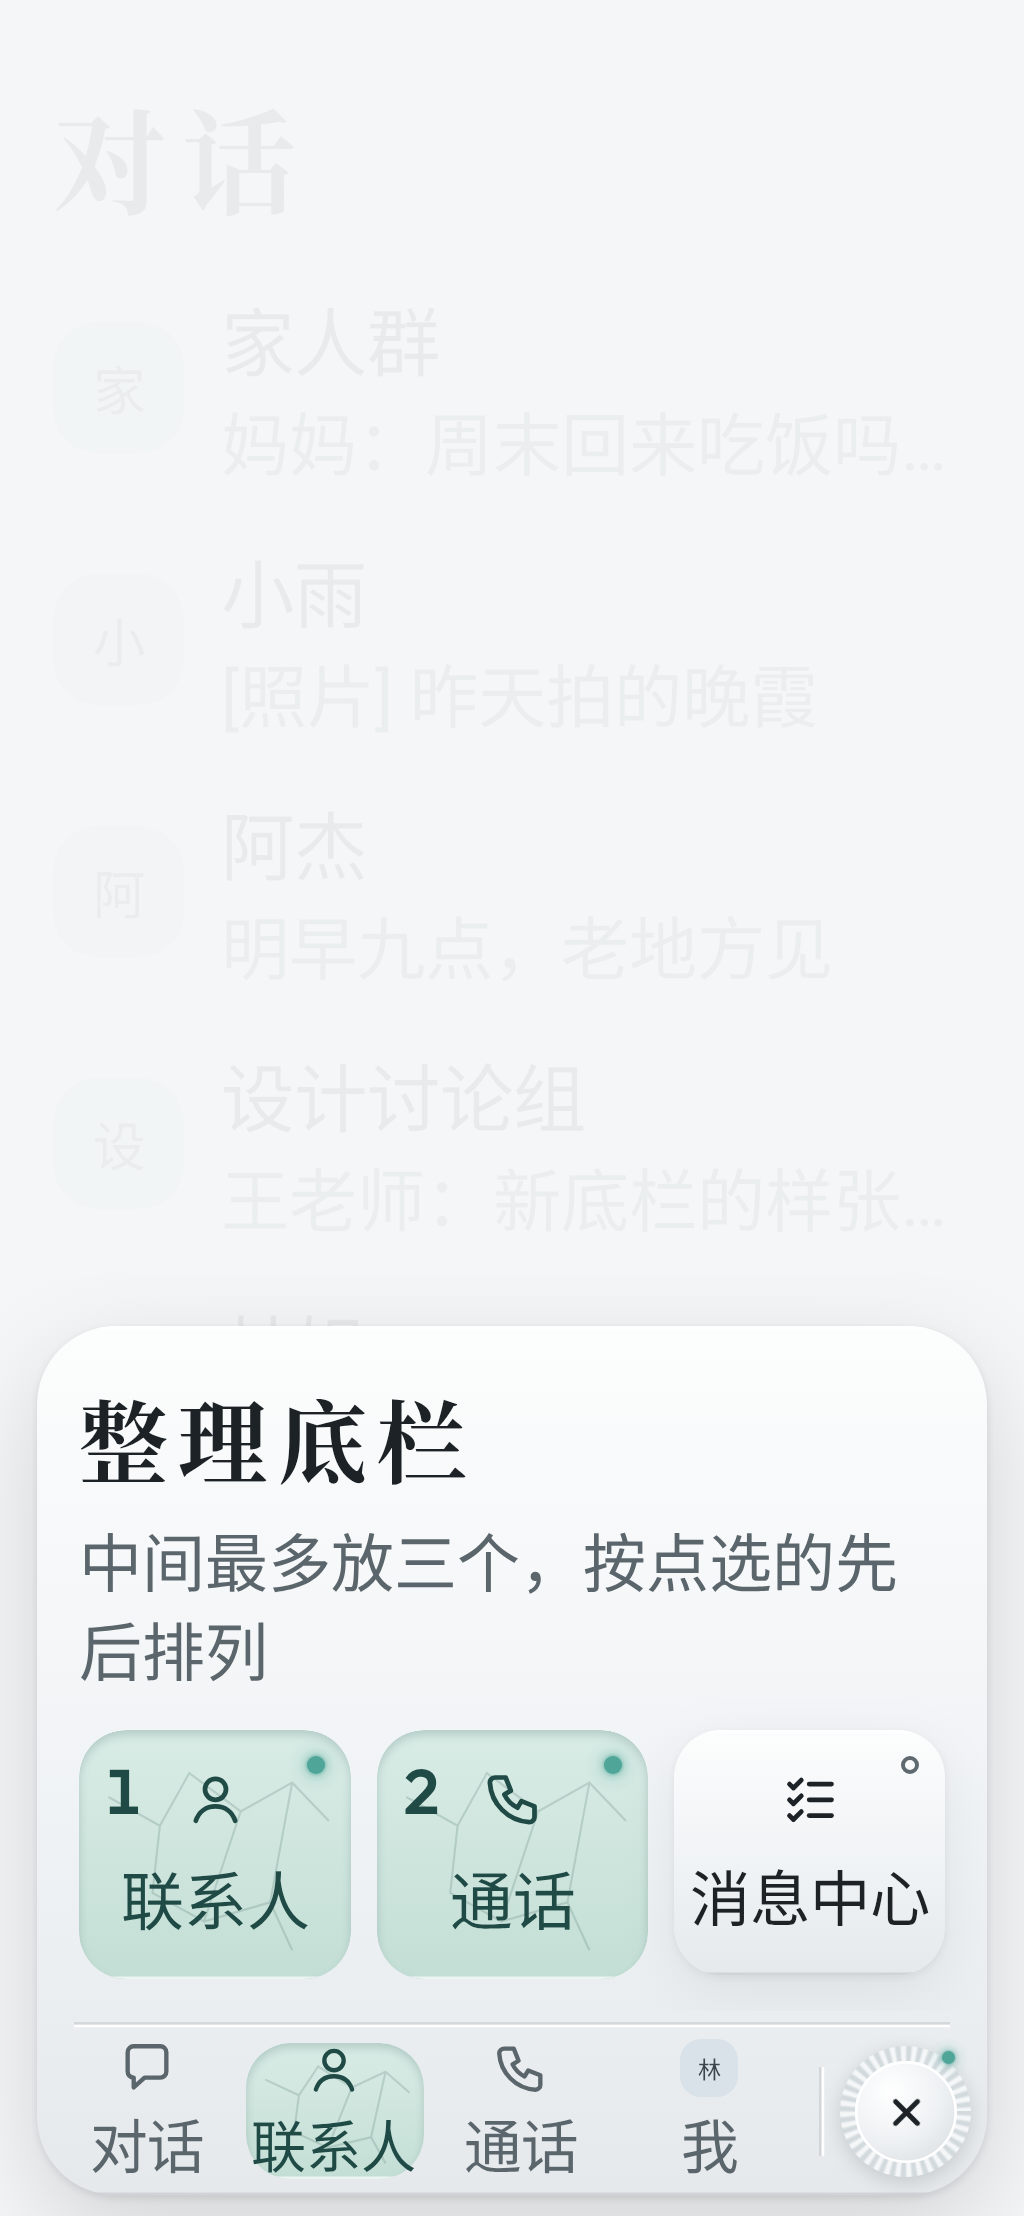 对话
家
家人群
妈妈：周末回来吃饭吗...
小
小雨
[照片] 昨天拍的晚霞
阿
阿杰
明早九点，老地方见
设
设计讨论组
王老师：新底栏的样张...
整理底栏
中间最多放三个，按点选的先
后排列
1
联系人
2
通话
消息中心
对话
联系人
通话
林
我